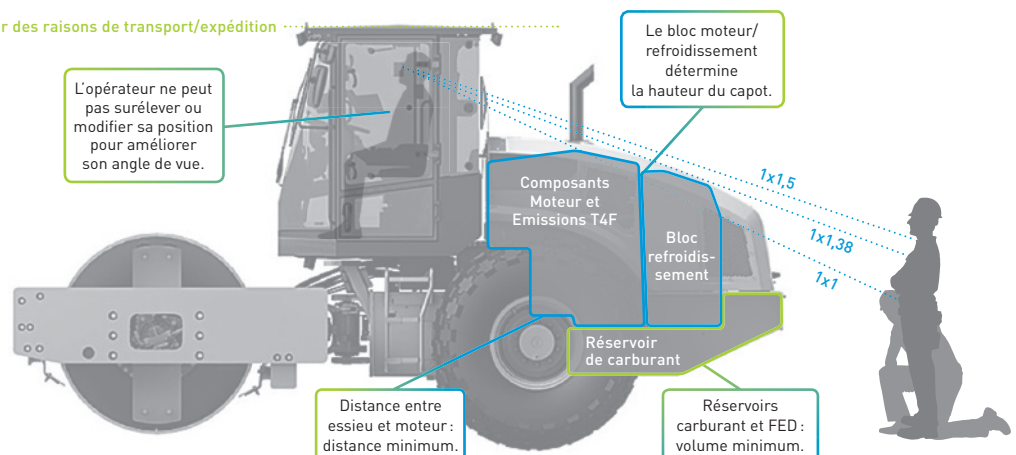 r des raisons de transport/expédition
Le bloc moteur/
refroidissement
détermine
la hauteur du capot.
L'opérateur ne peut
pas surélever ou
modifier sa position
pour améliorer
son angle de vue.
Composants
Moteur et
Emissions T4F
Bloc
refroidis-
sement
1x1,5
1x1,38
1x1
Réservoir
de carburant
Distance entre
essieu et moteur :
distance minimum.
Réservoirs
carburant et FED :
volume minimum.